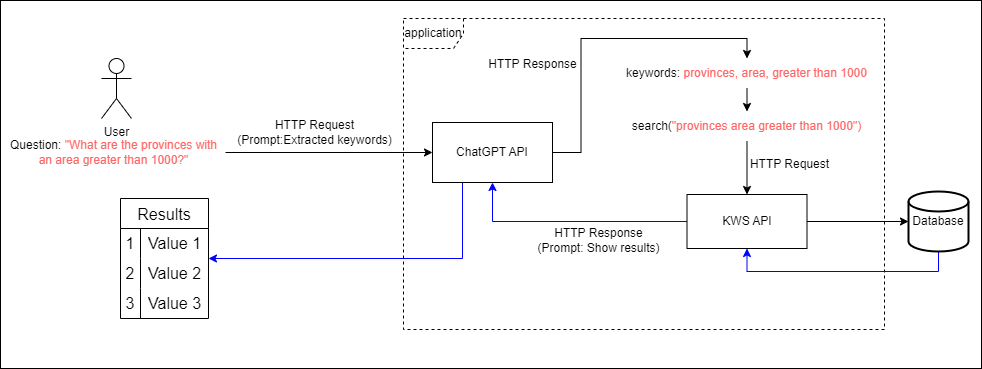 application
HTTP Response
keywords: provinces, area, greater than 1000
User
Question: "What are the provinces with
an area greater than 1000?"
HTTP Request
(Prompt:Extracted keywords)
ChatGPT API
search("provinces area greater than 1000")
HTTP Request
KWS API
Database
HTTP Response
(Prompt: Show results)
Results
1 Value 1
2 Value 2
3 Value 3